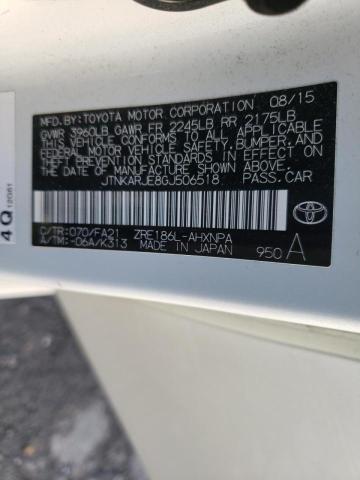 MFD.BY:TOYOTA MOTOR CORPORATION 08/15
GVWR 3960LB GAWR FR 2245LB RR 2175LB
THIS VEHICLE CONFORMS TO ALL APPLICABLE
FEDERAL MOTOR VEHICLE SAFETY, BUMPER, AND
THEFT PREVENTION STANDARDS IN EFFECT ON
THE DATE OF MANUFACTURE SHOWN ABOVE.
JTNKARJE8GJ506518 PASS.CAR
C/TR:070/FA21 ZRE186L-AHXNPA
A/TM:-06A/K313 MADE IN JAPAN
950 A
4Q